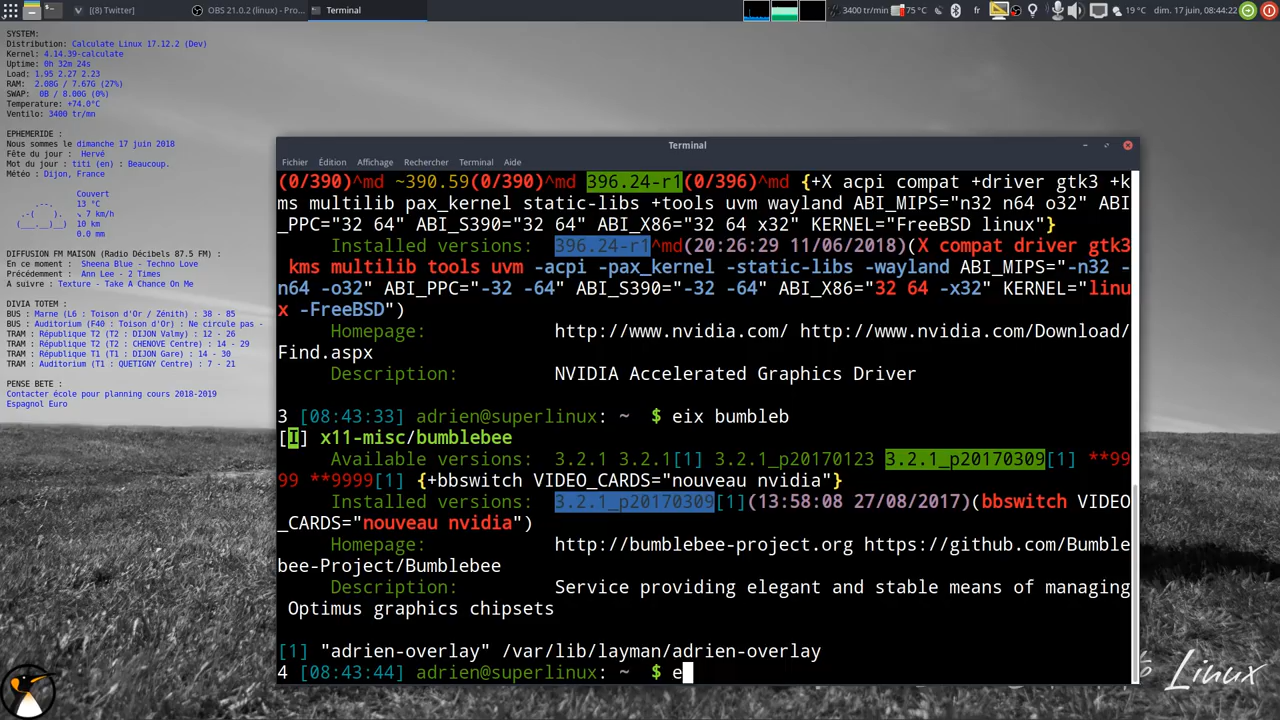 [(8) Twitter]
OBS 21.0.2 (linux) - Pro...
Terminal
3400 tr/min
75 °C
fr
19 °C
dim. 17 juin, 08:44:22
SYSTEM:
Distribution: Calculate Linux 17.12.2 (Dev)
Kernel: 4.14.39-calculate
Uptime: 0h 32m 24s
Load: 1.95 2.27 2.23
RAM: 2.08G / 7.67G (27%)
SWAP: 0B / 8.00G (0%)
Temperature: +74.0°C
Ventilo: 3400 tr/mn
EPHEMERIDE :
Nous sommes le dimanche 17 juin 2018
Fête du jour : Hervé
Mot du jour : titi (en) : Beaucoup.
Météo : Dijon, France
Couvert
.--. 13 °C
.-( ). ↘ 7 km/h
(___.__)__) 10 km
0.0 mm
DIFFUSION FM MAISON (Radio Décibels 87.5 FM) :
En ce moment : Sheena Blue - Techno Love
Précédemment : Ann Lee - 2 Times
A suivre : Texture - Take A Chance On Me
DIVIA TOTEM :
BUS : Marne (L6 : Toison d'Or / Zénith) : 38 - 85
BUS : Auditorium (F40 : Toison d'Or) : Ne circule pas -
TRAM : République T2 (T2 : DIJON Valmy) : 12 - 26
TRAM : République T2 (T2 : CHENOVE Centre) : 14 - 29
TRAM : République T1 (T1 : DIJON Gare) : 14 - 30
TRAM : Auditorium (T1 : QUETIGNY Centre) : 7 - 21
PENSE BETE :
Contacter école pour planning cours 2018-2019
Espagnol Euro
Terminal
Fichier Édition Affichage Rechercher Terminal Aide
(0/390)^md ~390.59(0/390)^md 396.24-r1(0/396)^md {+X acpi compat +driver gtk3 +k
ms multilib pax_kernel static-libs +tools uvm wayland ABI_MIPS="n32 n64 o32" ABI
_PPC="32 64" ABI_S390="32 64" ABI_X86="32 64 x32" KERNEL="FreeBSD linux"}
Installed versions: 396.24-r1^md(20:26:29 11/06/2018)(X compat driver gtk3
kms multilib tools uvm -acpi -pax_kernel -static-libs -wayland ABI_MIPS="-n32 -
n64 -o32" ABI_PPC="-32 -64" ABI_S390="-32 -64" ABI_X86="32 64 -x32" KERNEL="linu
x -FreeBSD")
Homepage: http://www.nvidia.com/ http://www.nvidia.com/Download/
Find.aspx
Description: NVIDIA Accelerated Graphics Driver
3 [08:43:33] adrien@superlinux: ~ $ eix bumbleb
[I] x11-misc/bumblebee
Available versions: 3.2.1 3.2.1[1] 3.2.1_p20170123 3.2.1_p20170309[1] **99
99 **9999[1] {+bbswitch VIDEO_CARDS="nouveau nvidia"}
Installed versions: 3.2.1_p20170309[1](13:58:08 27/08/2017)(bbswitch VIDEO
_CARDS="nouveau nvidia")
Homepage: http://bumblebee-project.org https://github.com/Bumble
bee-Project/Bumblebee
Description: Service providing elegant and stable means of managing
Optimus graphics chipsets
[1] "adrien-overlay" /var/lib/layman/adrien-overlay
4 [08:43:44] adrien@superlinux: ~ $ e
Linux